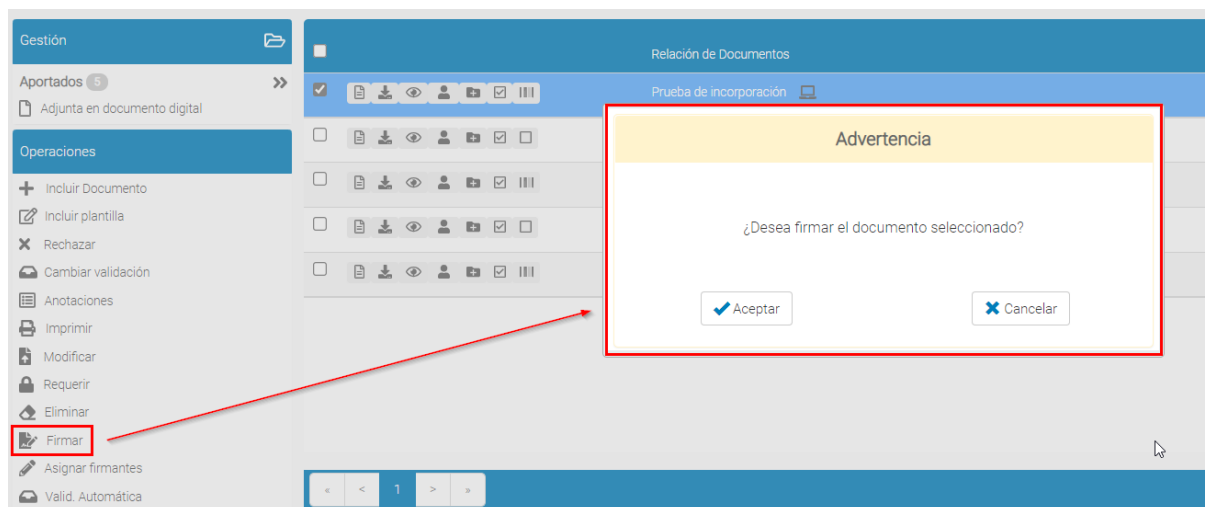 Gestión
Aportados 5
Adjunta en documento digital
Operaciones
Incluir Documento
Incluir plantilla
Rechazar
Cambiar validación
Anotaciones
Imprimir
Modificar
Requerir
Eliminar
Firmar
Asignar firmantes
Valid. Automática
Relación de Documentos
Prueba de incorporación
Advertencia
¿Desea firmar el documento seleccionado?
Aceptar
Cancelar
« < 1 > »